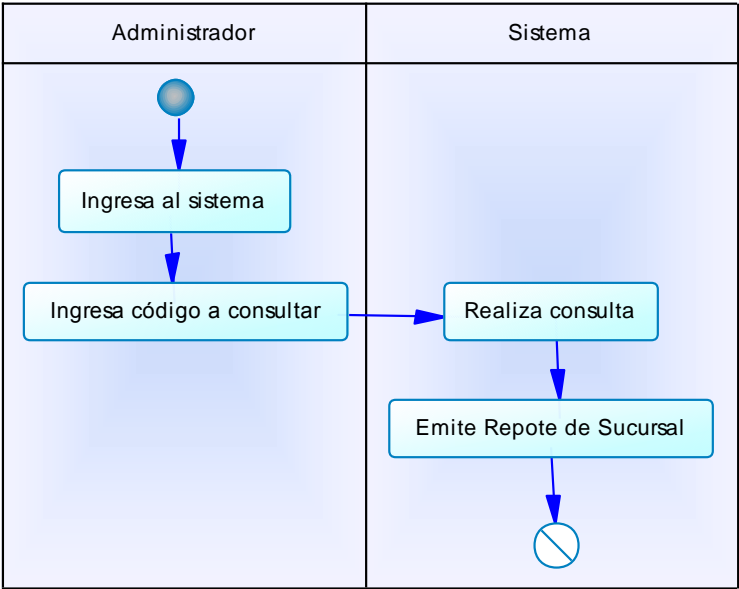 Administrador
Sistema
Ingresa al sistema
Ingresa código a consultar
Realiza consulta
Emite Repote de Sucursal